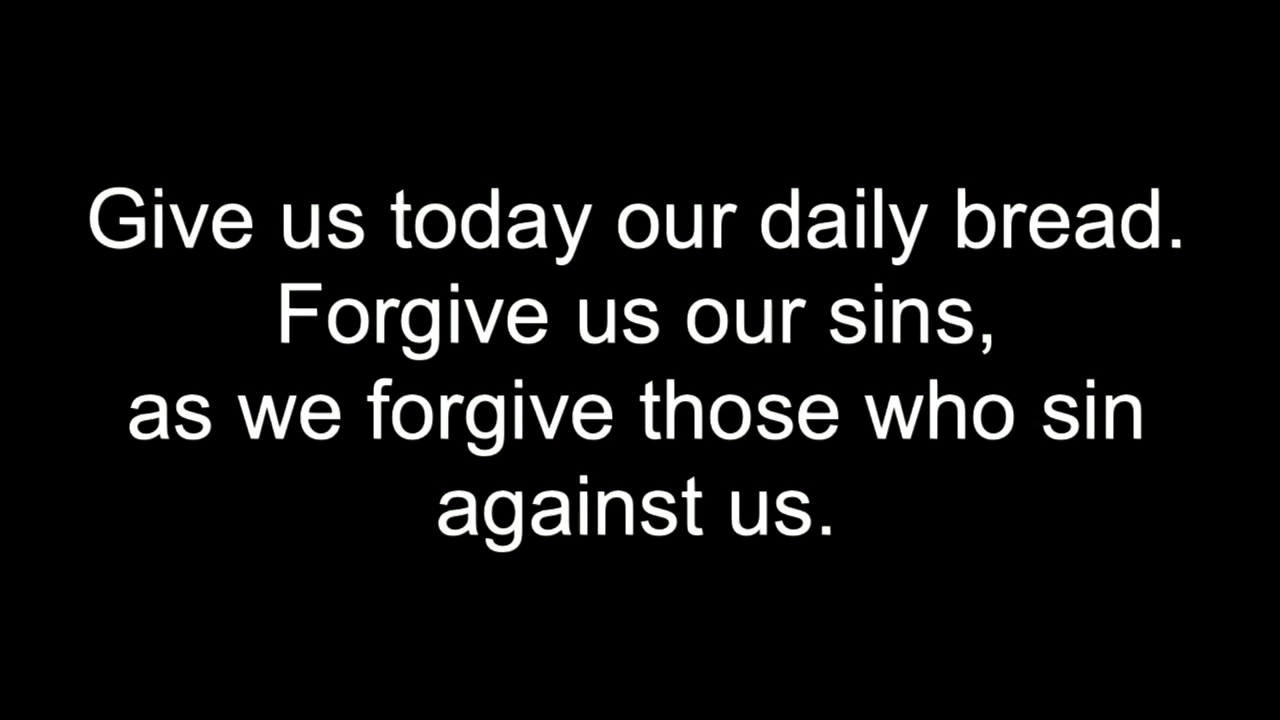 Give us today our daily bread.
Forgive us our sins,
as we forgive those who sin
against us.